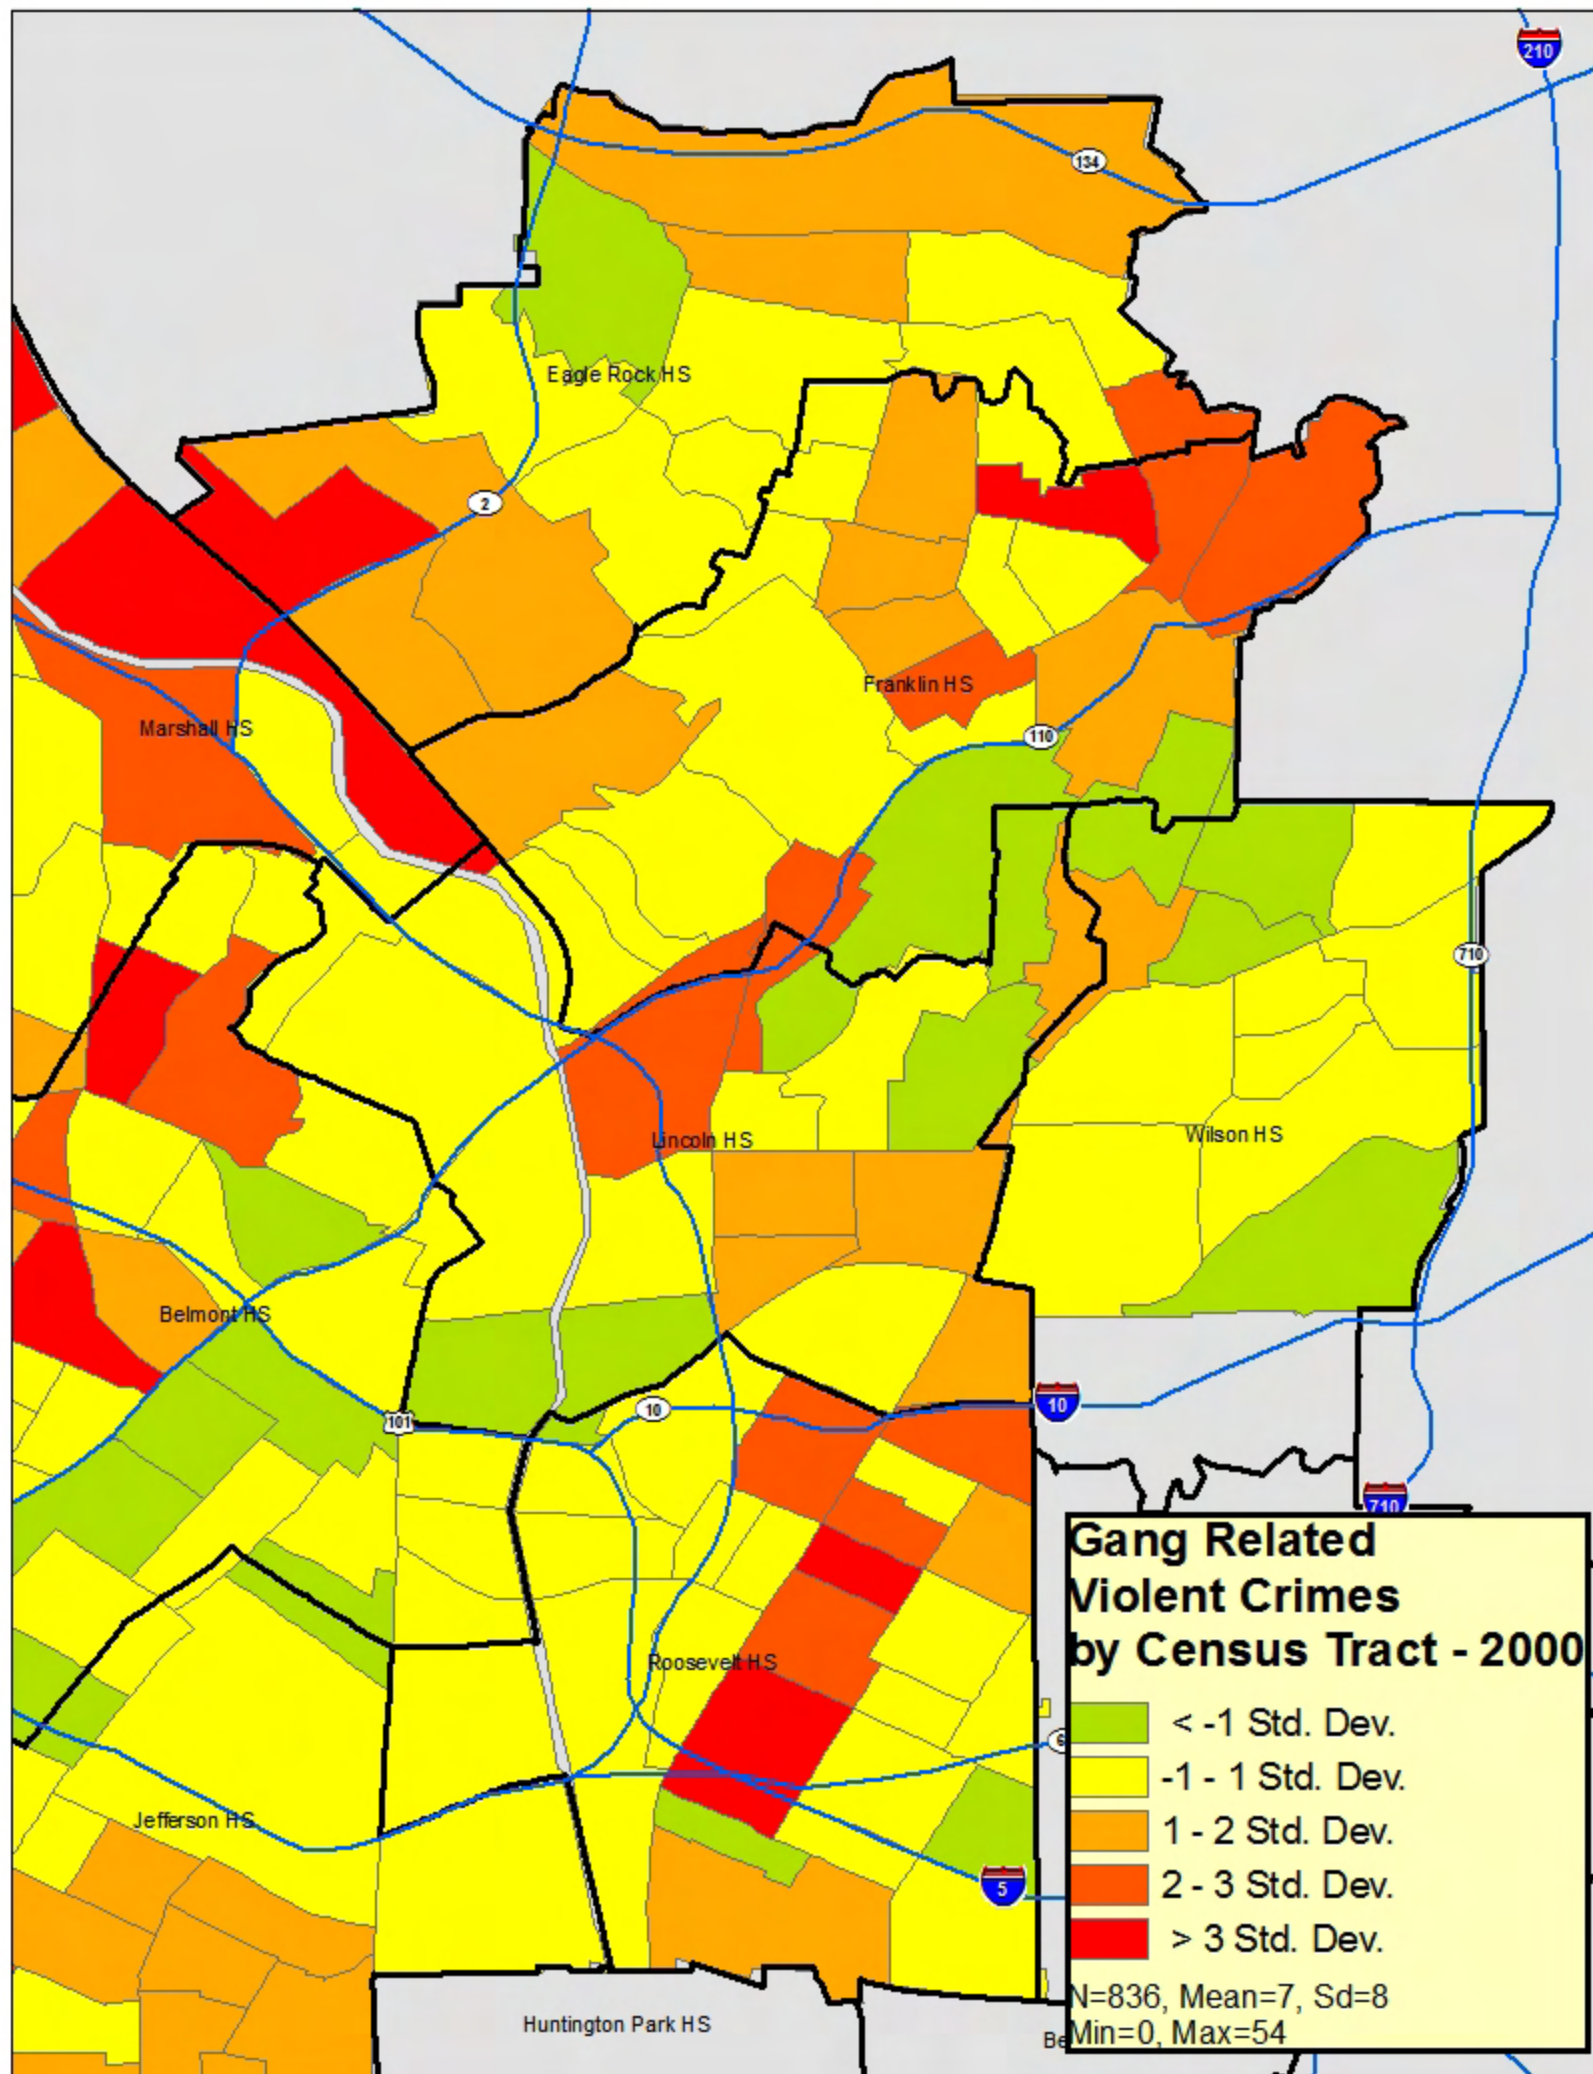 210
134
Eagle Rock HS
2
Franklin HS
Marshall HS
110
710
Lincoln HS
Wilson HS
Belmont HS
101
10
10
710
Roosevelt HS
6
Jefferson HS
5
Huntington Park HS
Be
Gang Related
Violent Crimes
by Census Tract - 2000
< -1 Std. Dev.
-1 - 1 Std. Dev.
1 - 2 Std. Dev.
2 - 3 Std. Dev.
> 3 Std. Dev.
N=836, Mean=7, Sd=8
Min=0, Max=54